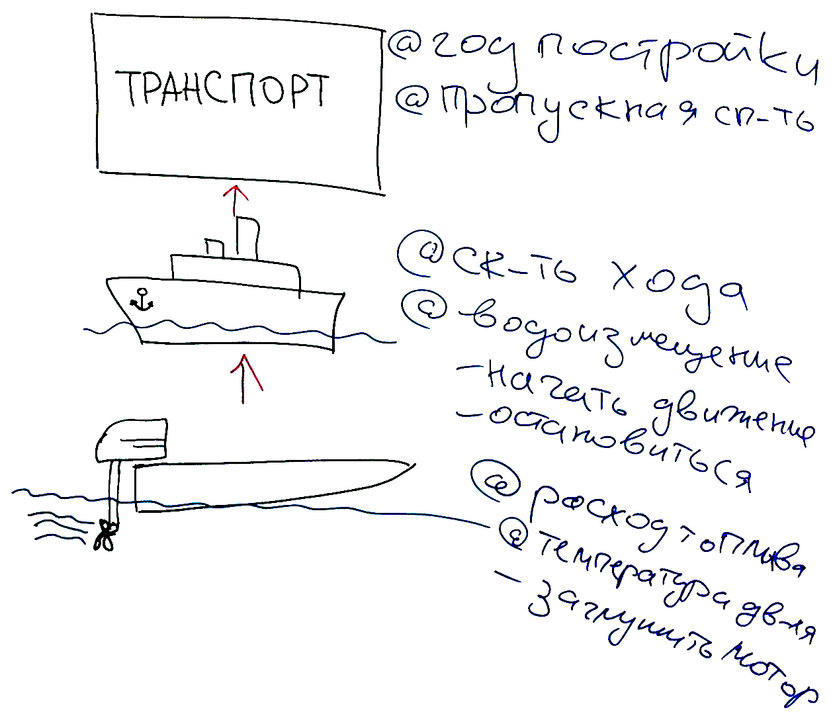 ТРАНСПОРТ
@ год постройки
@ пропускная сп-ть
@ ск-ть хода
@ водоизмещение
- начать движение
- остановиться
@ расход топлива
@ температура дв-ля
- заглушить мотор